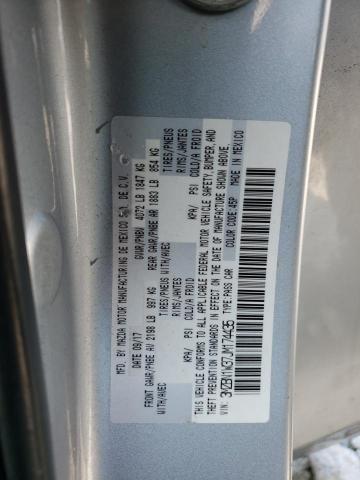 MFD. BY MAZDA MOTOR MANUFACTURING DE MEXICO S.A. DE C.V.
DATE 09/17 GVWR/PNBV 4072 LB 1847 KG
FRONT GAWR/PNBE AV 2198 LB 997 KG REAR GAWR/PNBE AR 1883 LB 854 KG
WITH/AVEC TIRES/PNEUS WITH/AVEC TIRES/PNEUS
RIMS/JANTES RIMS/JANTES
KPA/ PSI COLD/A FROID KPA/ PSI COLD/A FROID
THIS VEHICLE CONFORMS TO ALL APPLICABLE FEDERAL MOTOR VEHICLE SAFETY, BUMPER, AND
THEFT PREVENTION STANDARDS IN EFFECT ON THE DATE OF MANUFACTURE SHOWN ABOVE.
VIN: 3MZBN1W37JM174435 TYPE: PASS CAR COLOR CODE: 45P MADE IN MEXICO